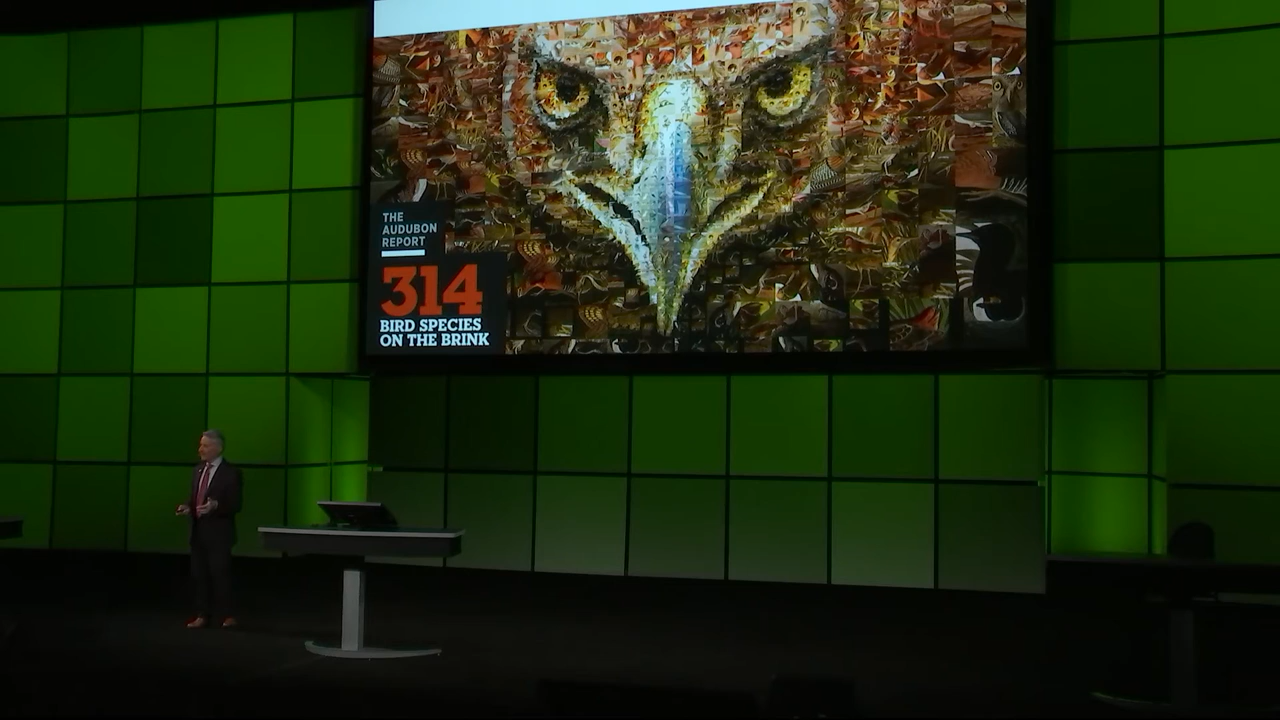 THE
AUDUBON
REPORT
314
BIRD SPECIES
ON THE BRINK